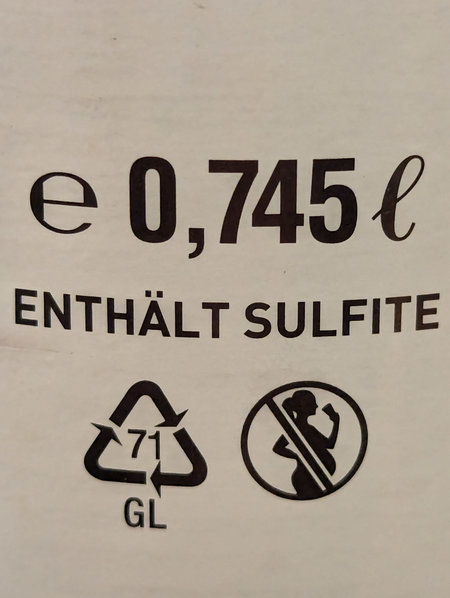 ℮ 0,745 ℓ
ENTHÄLT SULFITE
71
GL